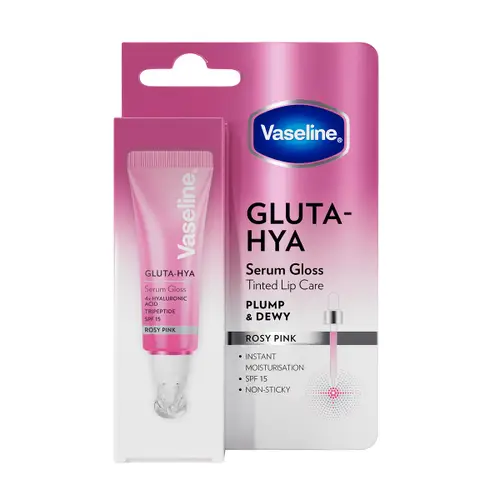 Vaseline®
GLUTA-
HYA
Serum Gloss
Tinted Lip Care
PLUMP
& DEWY
ROSY PINK
• INSTANT
MOISTURISATION
• SPF 15
• NON-STICKY
Vaseline
GLUTA-HYA
Serum Gloss
4x HYALURONIC
ACID
TRIPEPTIDE
SPF 15
ROSY PINK